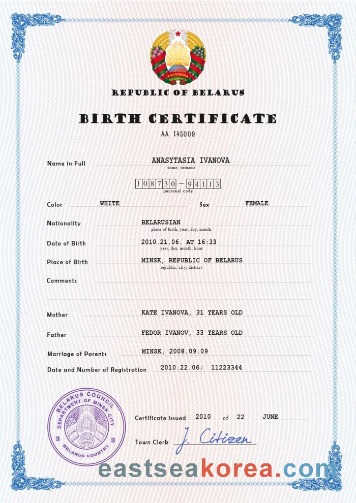 REPUBLIC OF BELARUS
BIRTH CERTIFICATE
AA 145009
Name in Full ANASYTASIA IVANOVA
name, surname
108730-94113
personal code
Color WHITE Sex FEMALE
Nationality BELARUSIAN
place of birth, year, day, month
Date of Birth 2010.21.06. AT 16:33
year, day, month, hour
Place of Birth MINSK, REPUBLIC OF BELARUS
republic, city, district
Comments
Mother KATE IVANOVA, 31 YEARS OLD
Father FEDOR IVANOV, 33 YEARS OLD
Marriage of Parents MINSK, 2008.09.09
Date and Number of Registration 2010.22.06: 11223344
BELARUS COUNCIL
DEPARTMENT OF MINSK CITY
BELARUS COUNTRY
Certificate Issued 2010 of 22 JUNE
Town Clerk J. Citizen
eastseakorea.com